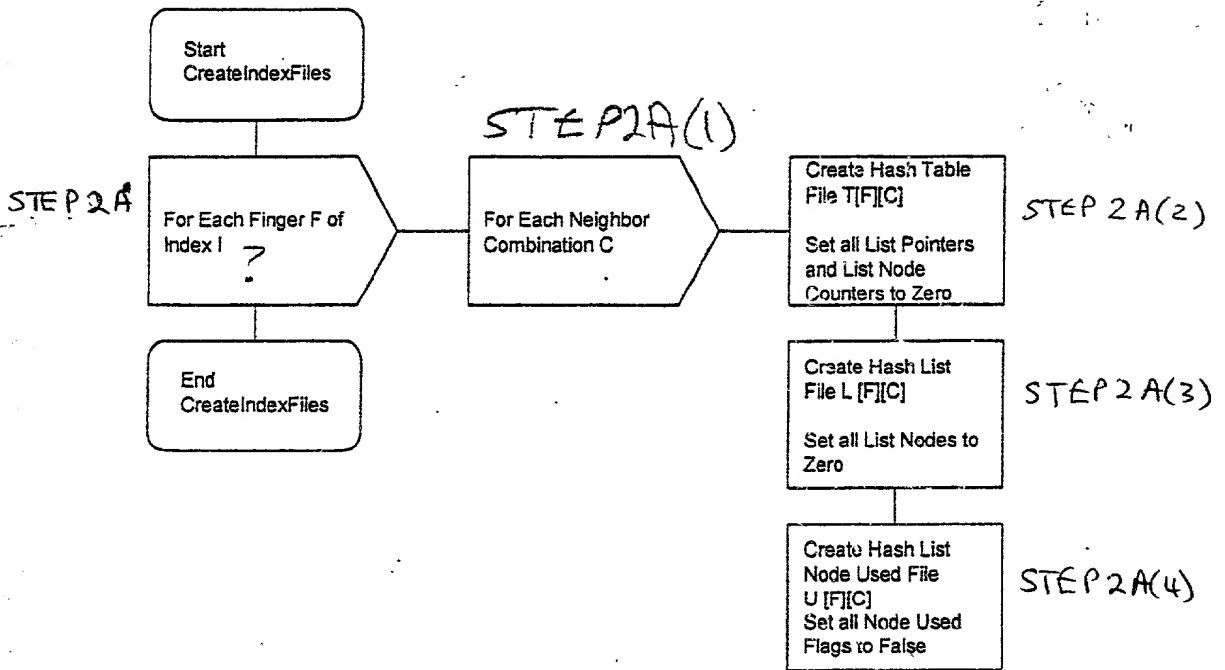 Start
CreateIndexFiles
STEP2A(1)
STEP 2A
For Each Finger F of
Index I
?
For Each Neighbor
Combination C
Create Hash Table
File T[F][C]
Set all List Pointers
and List Node
Counters to Zero
STEP 2A(2)
End
CreateIndexFiles
Create Hash List
File L [F][C]
Set all List Nodes to
Zero
STEP2A(3)
Create Hash List
Node Used File
U [F][C]
Set all Node Used
Flags to False
STEP2A(4)